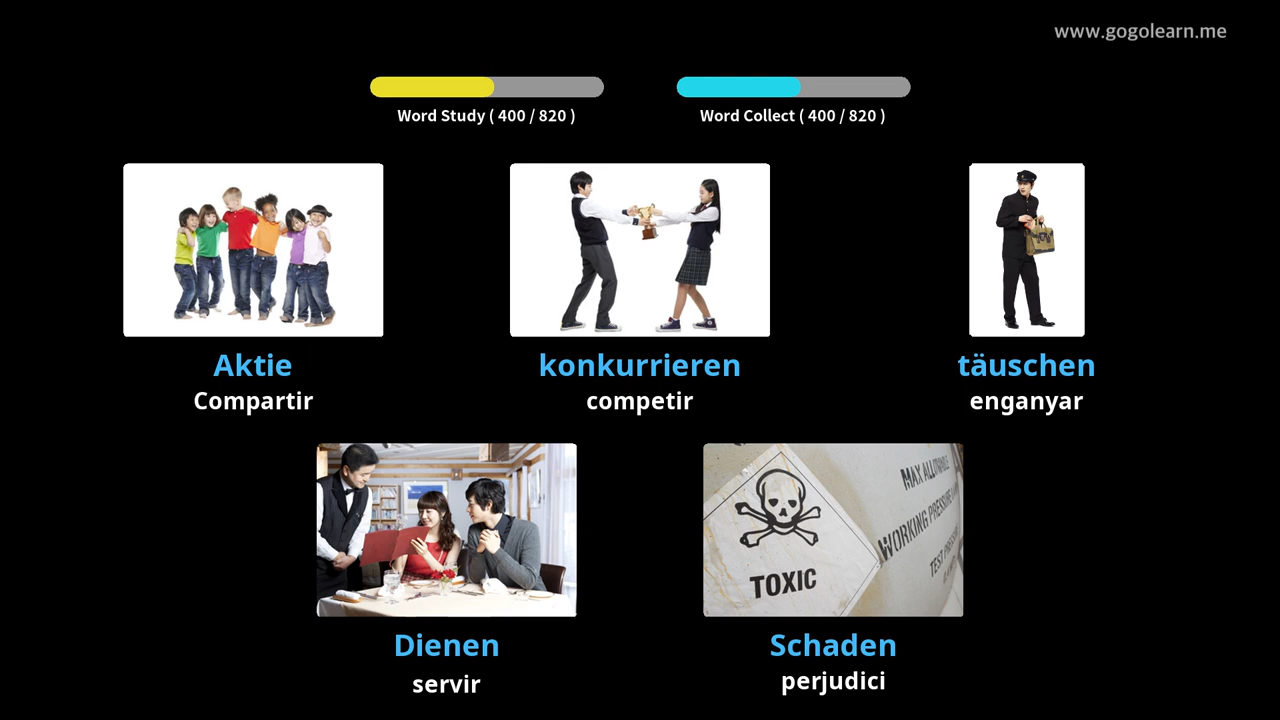 www.gogolearn.me
Word Study ( 400 / 820 )
Word Collect ( 400 / 820 )
Aktie
Compartir
konkurrieren
competir
täuschen
enganyar
MAX ALLOWABLE
WORKING PRESSURE
TEST PRESSURE
TOXIC
Dienen
servir
Schaden
perjudici